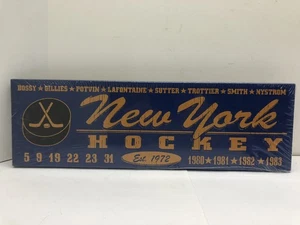 BOSSY ★ GILLIES ★ POTVIN ★ LAFONTAINE ★ SUTTER ★ TROTTIER ★ SMITH ★ NYSTROM
New York
HOCKEY
5 9 19 22 23 31
Est. 1972
1980★1981★1982★1983